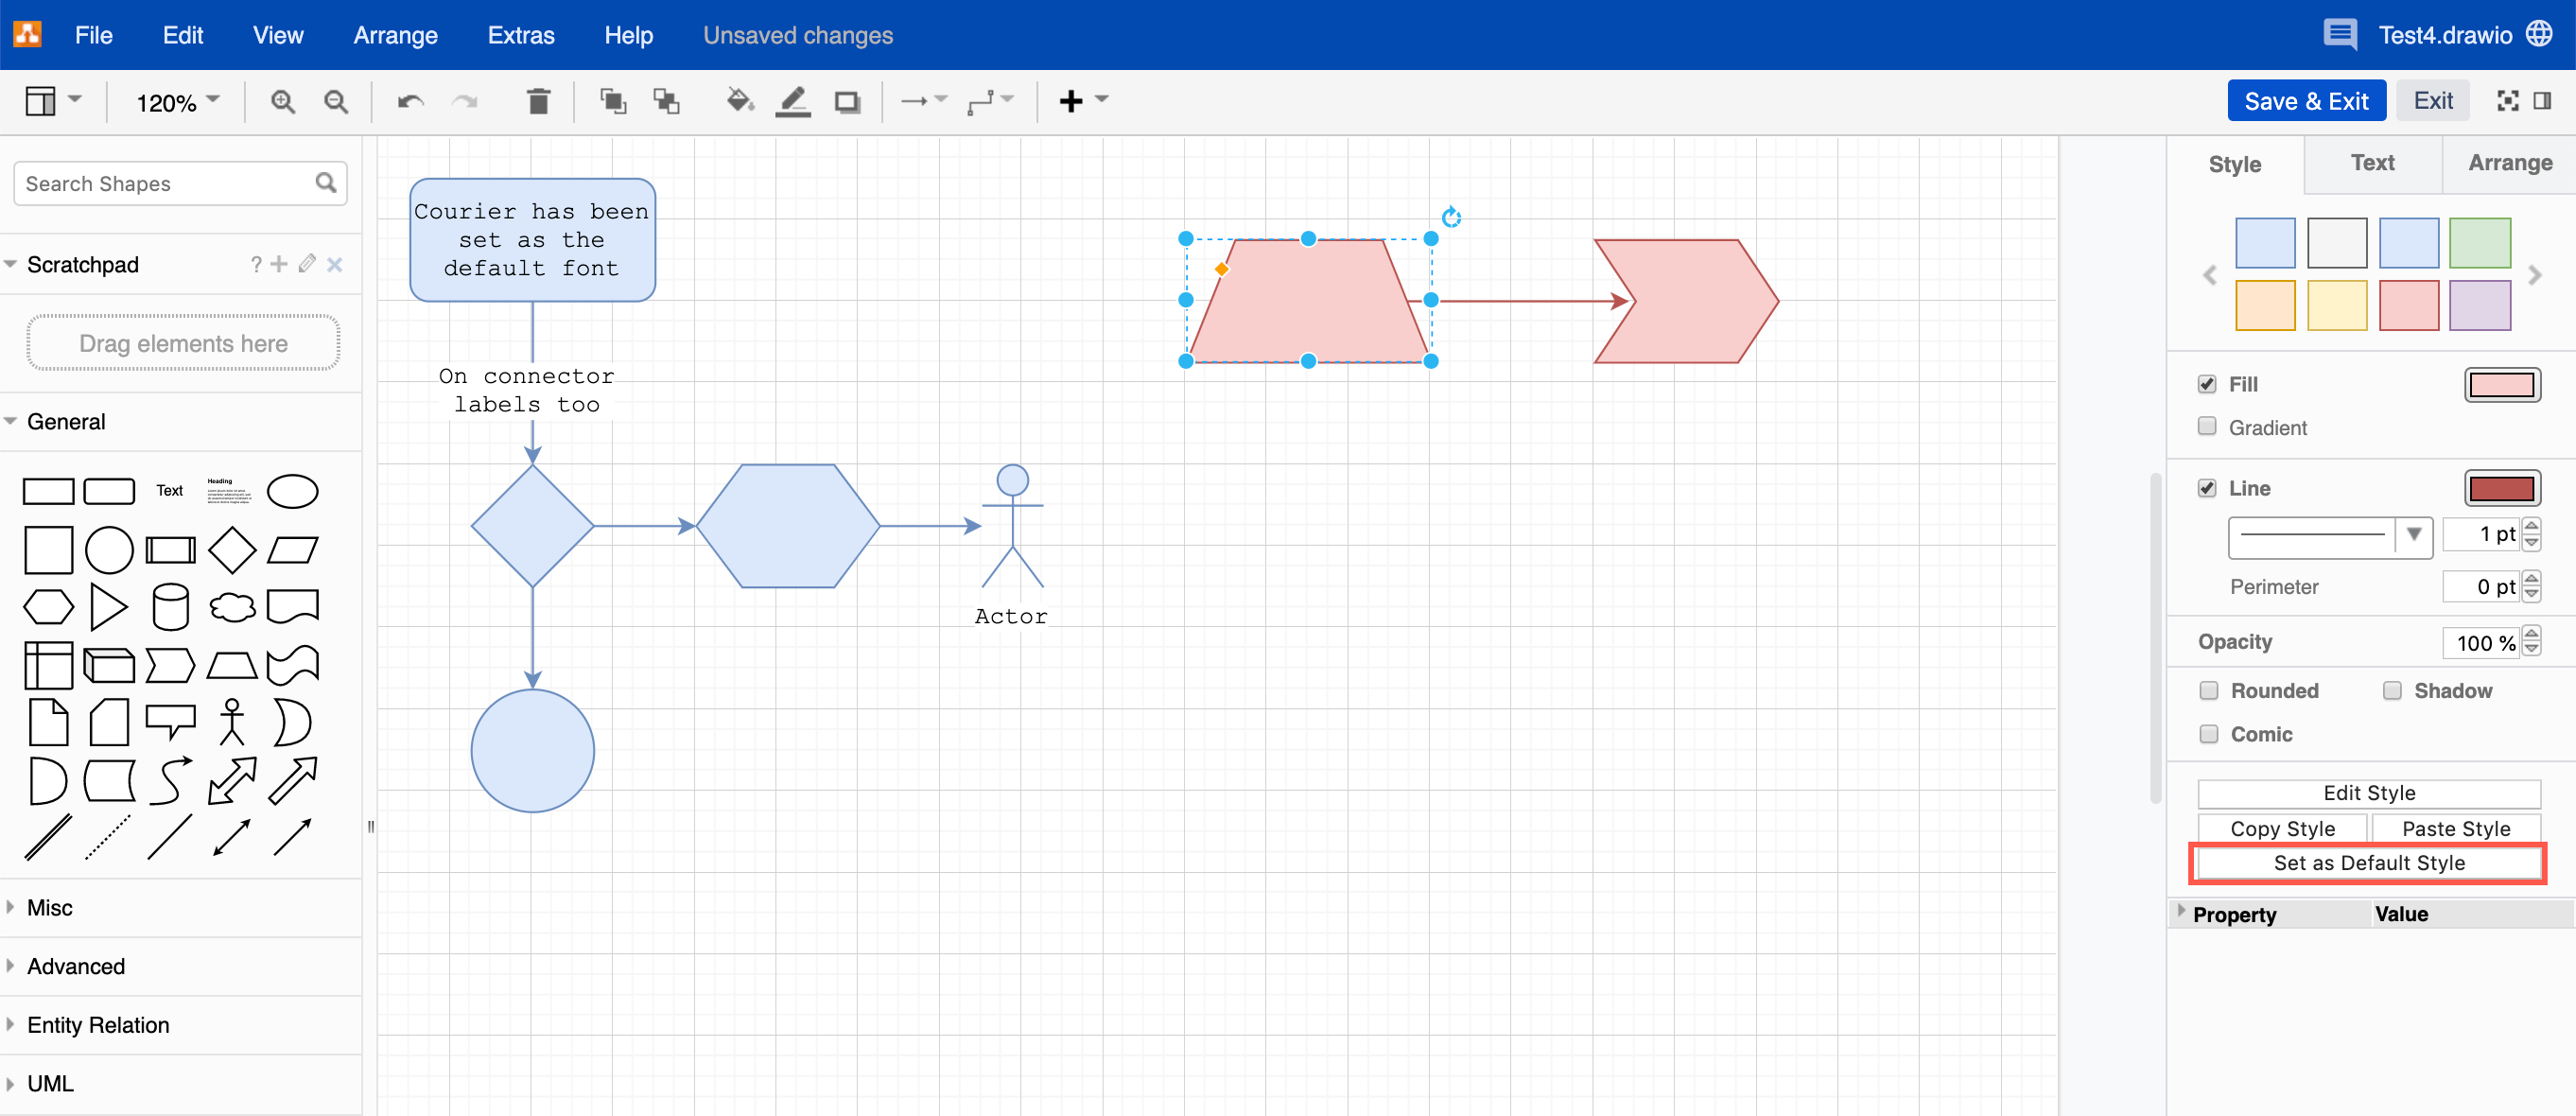 File Edit View Arrange Extras Help Unsaved changes Test4.drawio
120% Save & Exit Exit
Search Shapes
Scratchpad ?
Drag elements here
General
Text Heading
Misc
Advanced
Entity Relation
UML
Courier has been
set as the
default font
On connector
labels too
Actor
Style Text Arrange
Fill
Gradient
Line
1 pt
Perimeter 0 pt
Opacity 100 %
Rounded Shadow
Comic
Edit Style
Copy Style Paste Style
Set as Default Style
Property Value